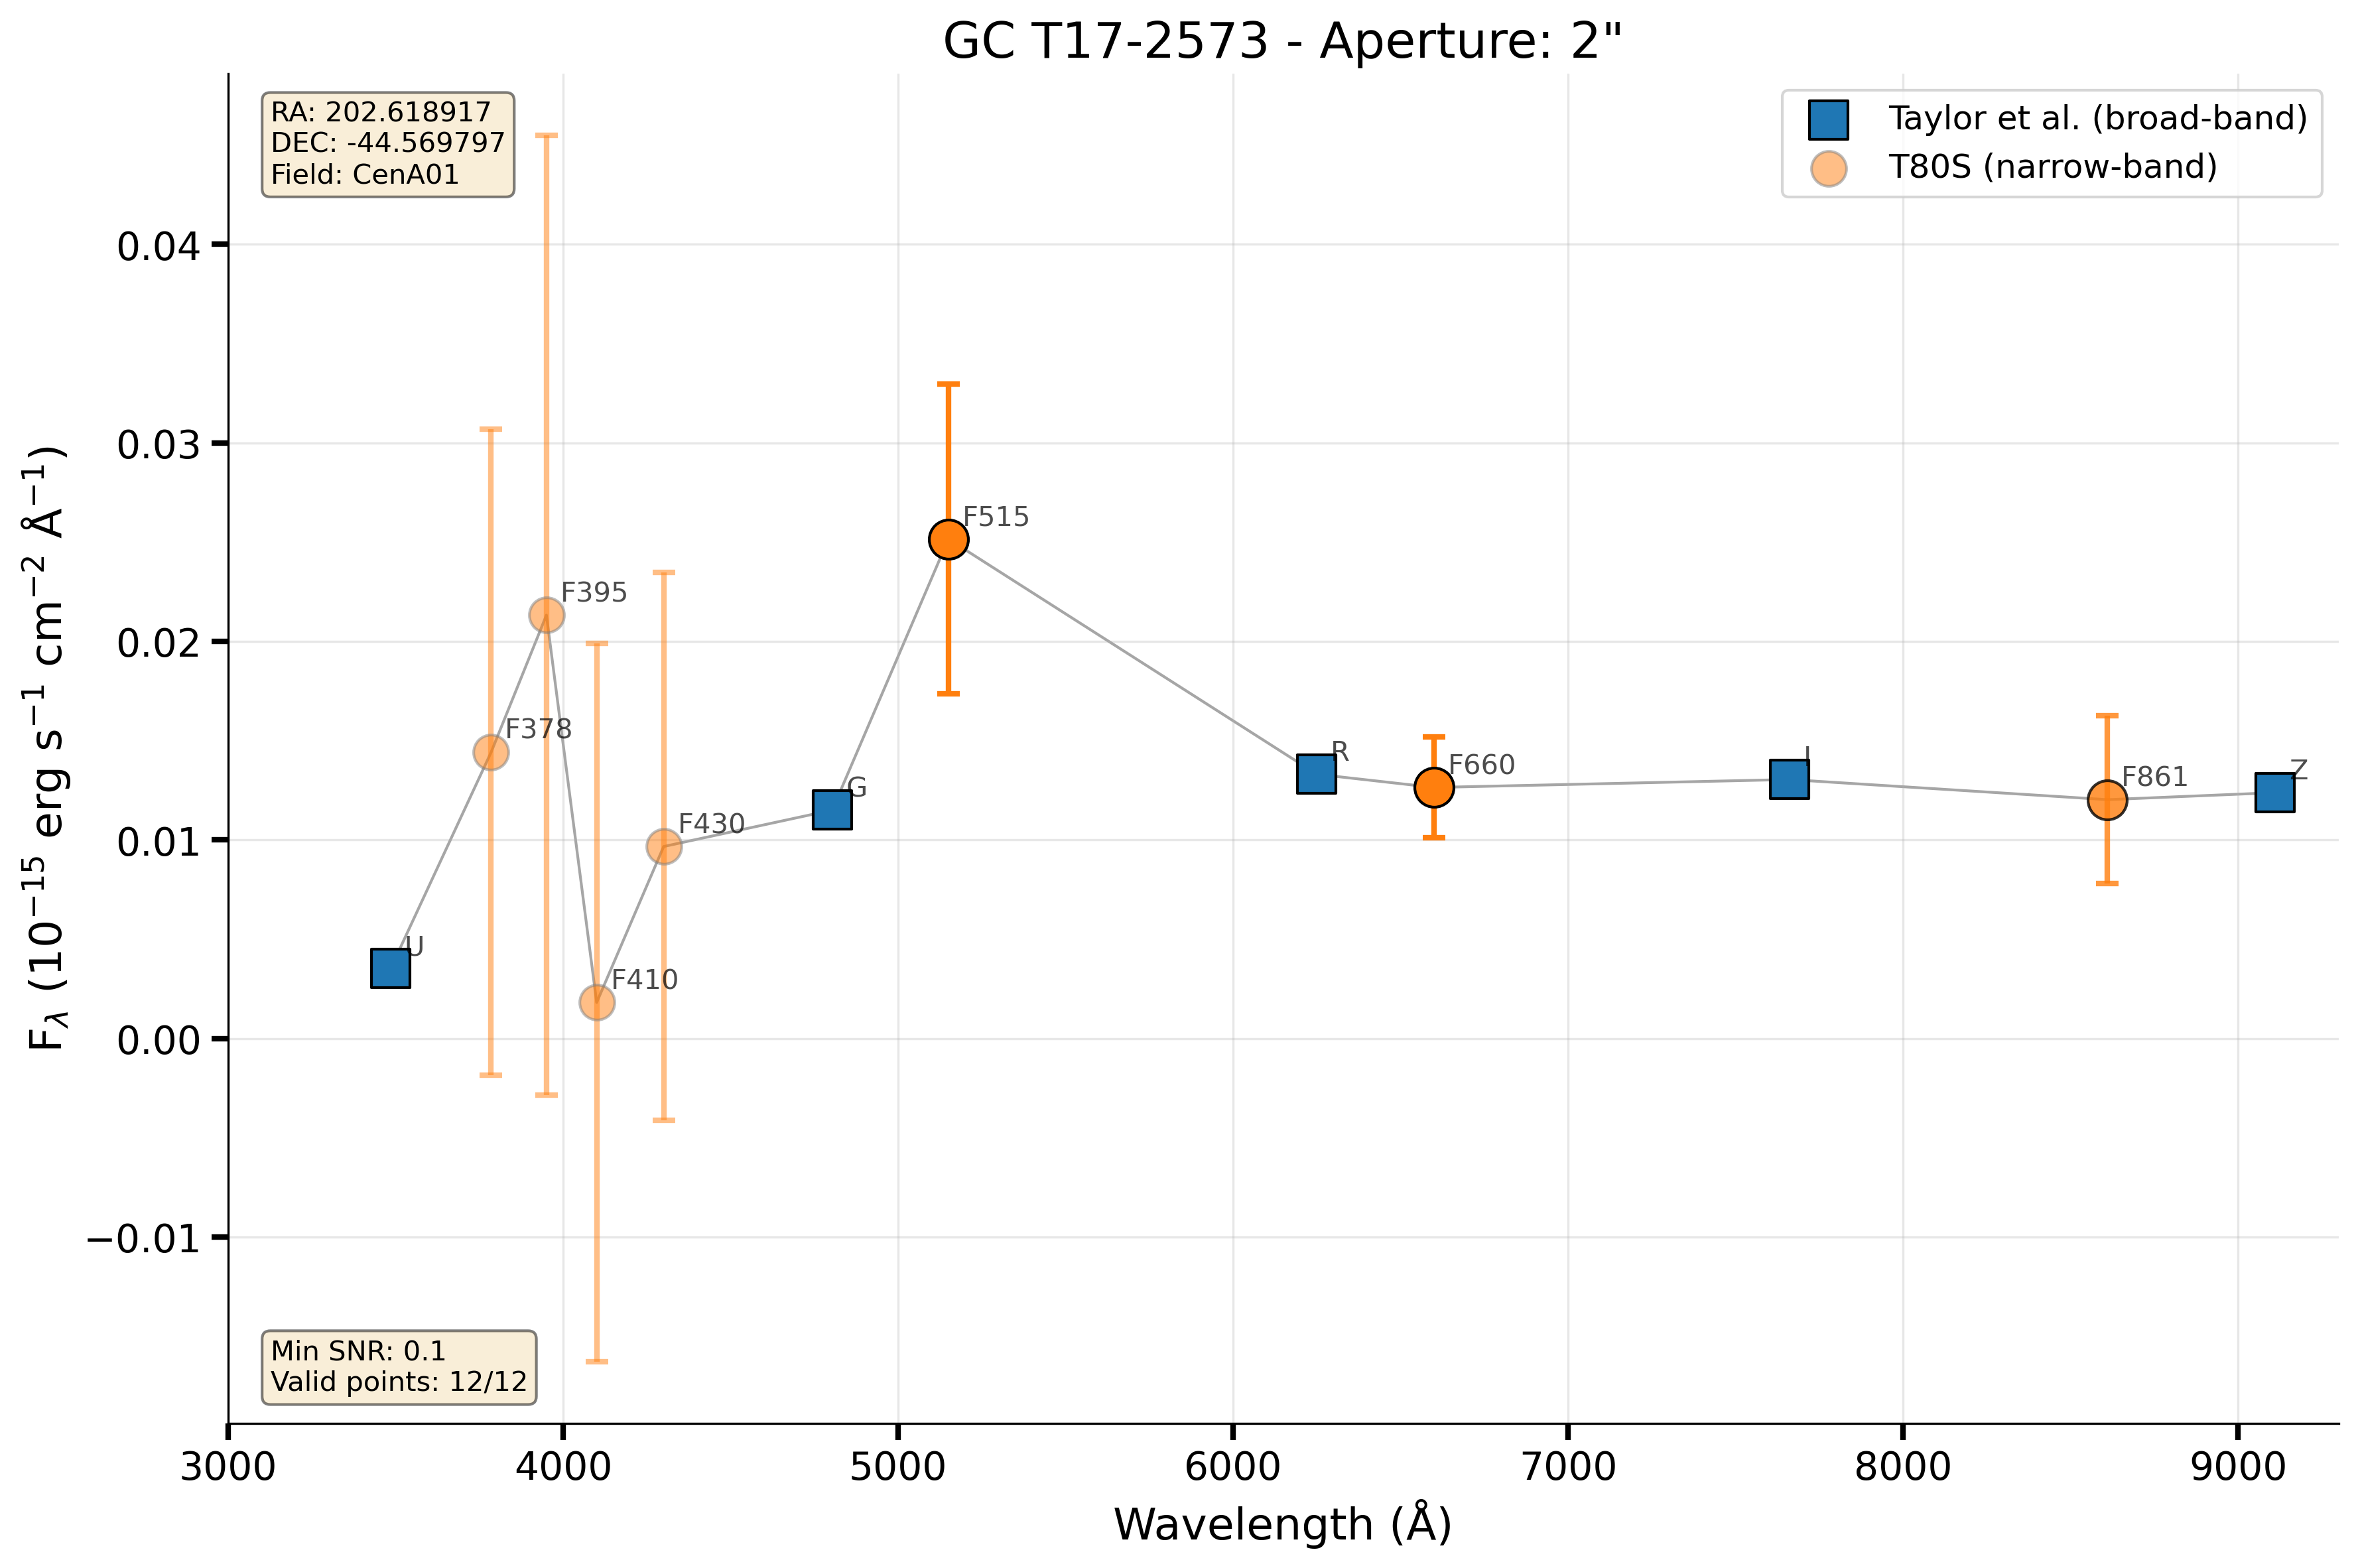 GC T17-2573 - Aperture: 2"
RA: 202.618917
DEC: -44.569797
Field: CenA01
Taylor et al. (broad-band)
T80S (narrow-band)
0.04
0.03
0.02
0.01
0.00
−0.01
F$_λ$ (10$^{−15}$ erg s$^{−1}$ cm$^{−2}$ Å$^{−1}$)
U
F378
F395
F410
F430
G
F515
R
F660
I
F861
Z
Min SNR: 0.1
Valid points: 12/12
3000 4000 5000 6000 7000 8000 9000
Wavelength (Å)